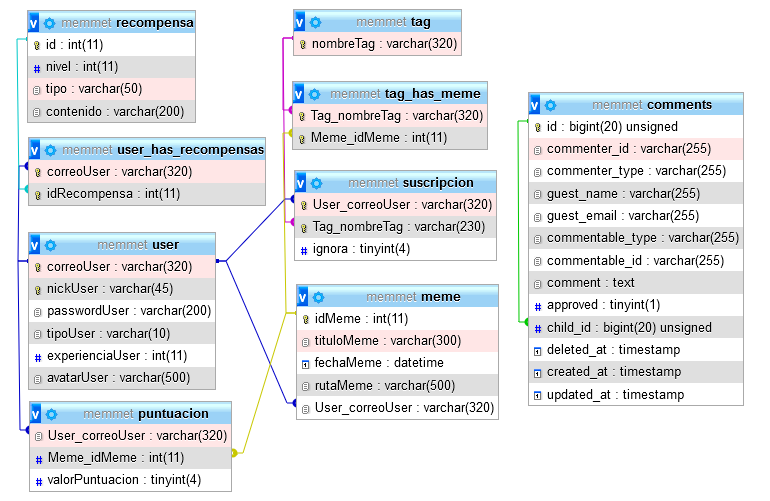 v memmet recompensa
id : int(11)
# nivel : int(11)
tipo : varchar(50)
contenido : varchar(200)
v memmet user_has_recompensas
correoUser : varchar(320)
idRecompensa : int(11)
v memmet user
correoUser : varchar(320)
nickUser : varchar(45)
passwordUser : varchar(200)
tipoUser : varchar(10)
# experienciaUser : int(11)
avatarUser : varchar(500)
v memmet puntuacion
User_correoUser : varchar(320)
# Meme_idMeme : int(11)
# valorPuntuacion : tinyint(4)
v memmet tag
nombreTag : varchar(320)
v memmet tag_has_meme
Tag_nombreTag : varchar(320)
Meme_idMeme : int(11)
v memmet suscripcion
User_correoUser : varchar(320)
Tag_nombreTag : varchar(230)
# ignora : tinyint(4)
v memmet meme
idMeme : int(11)
tituloMeme : varchar(300)
fechaMeme : datetime
rutaMeme : varchar(500)
User_correoUser : varchar(320)
v memmet comments
id : bigint(20) unsigned
commenter_id : varchar(255)
commenter_type : varchar(255)
guest_name : varchar(255)
guest_email : varchar(255)
commentable_type : varchar(255)
commentable_id : varchar(255)
comment : text
# approved : tinyint(1)
# child_id : bigint(20) unsigned
deleted_at : timestamp
created_at : timestamp
updated_at : timestamp